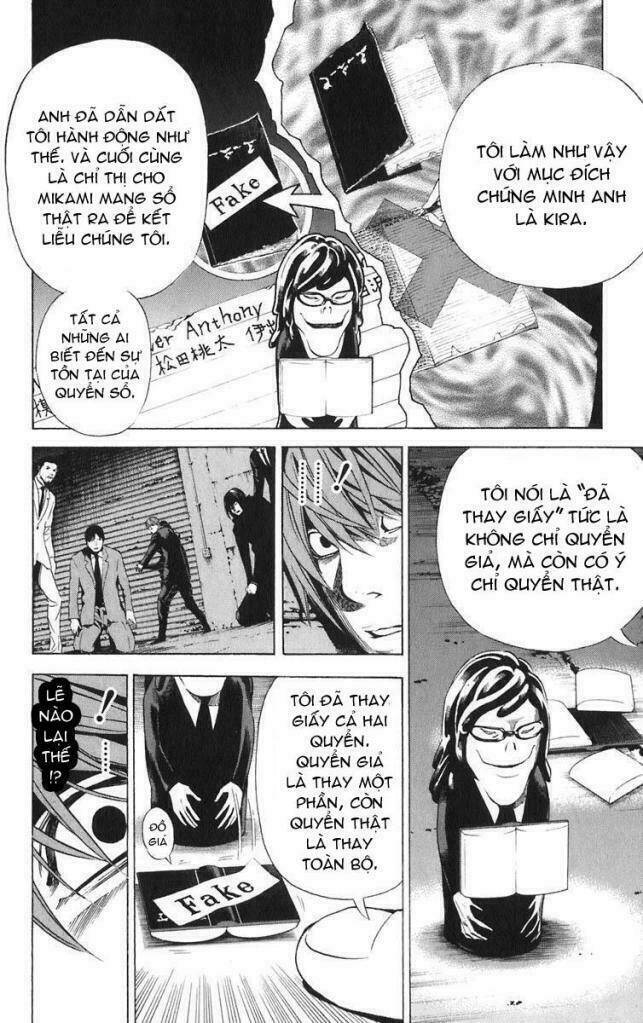 TÔI LÀM NHƯ VẬY
VỚI MỤC ĐÍCH
CHỨNG MINH ANH
LÀ KIRA.
ANH ĐÃ DẪN DẮT
TÔI HÀNH ĐỘNG NHƯ
THẾ. VÀ CUỐI CÙNG
LÀ CHỈ THỊ CHO
MIKAMI MANG SỔ
THẬT RA ĐỂ KẾT
LIỄU CHÚNG TÔI.
Fake
TẤT CẢ
NHỮNG AI
BIẾT ĐẾN SỰ
TỒN TẠI CỦA
QUYỂN SỔ.
er Anthony
松田桃太
TÔI NÓI LÀ “ĐÃ
THAY GIẤY” TỨC LÀ
KHÔNG CHỈ QUYỂN
GIẢ, MÀ CÒN CÓ Ý
CHỈ QUYỂN THẬT.
!
TÔI ĐÃ THAY
GIẤY CẢ HAI
QUYỂN.
QUYỂN GIẢ
LÀ THAY MỘT
PHẦN, CÒN
QUYỂN THẬT
LÀ THAY
TOÀN BỘ.
ĐỒ
GIẢ
Fake
!
LẼ
NÀO
LẠI
THẾ
!?